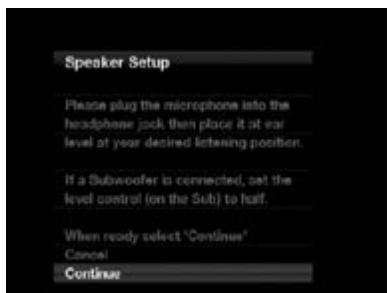 Speaker Setup
Please plug the microphone into the
headphone jack then place it at ear
level at your desired listening position.
If a Subwoofer is connected, set the
level control (on the Sub) to half.
When ready select 'Continue'
Cancel
Continue